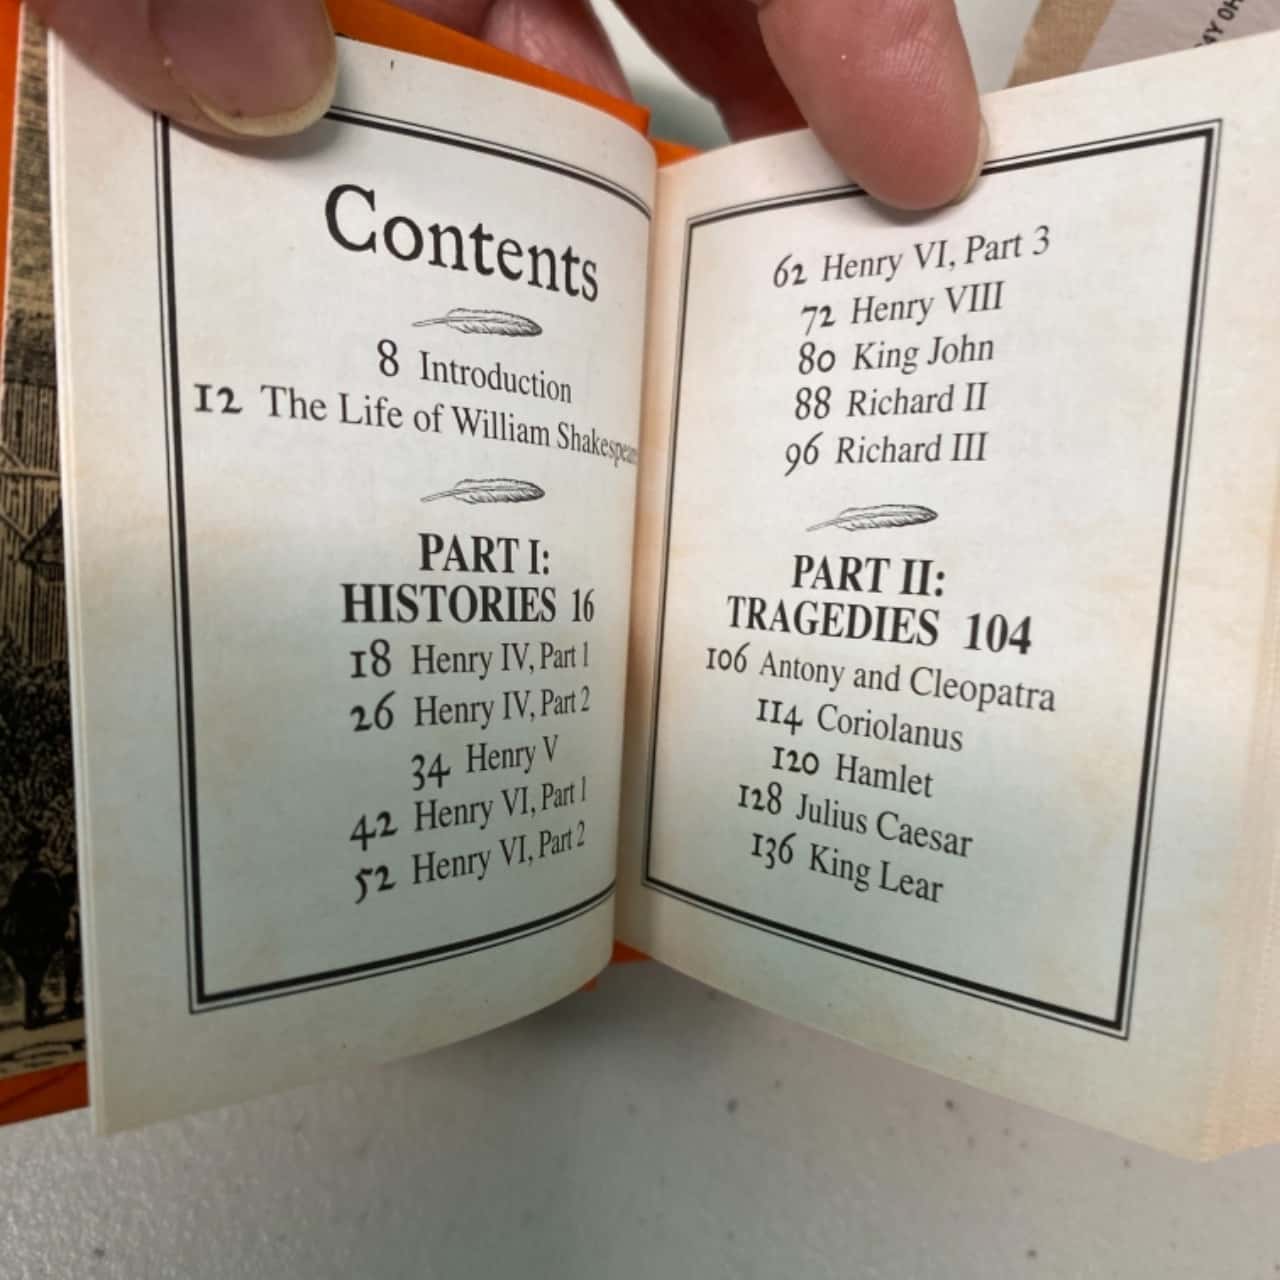 Contents
8 Introduction
12 The Life of William Shakespear
PART I:
HISTORIES 16
18 Henry IV, Part 1
26 Henry IV, Part 2
34 Henry V
42 Henry VI, Part 1
52 Henry VI, Part 2
62 Henry VI, Part 3
72 Henry VIII
80 King John
88 Richard II
96 Richard III
PART II:
TRAGEDIES 104
106 Antony and Cleopatra
114 Coriolanus
120 Hamlet
128 Julius Caesar
136 King Lear